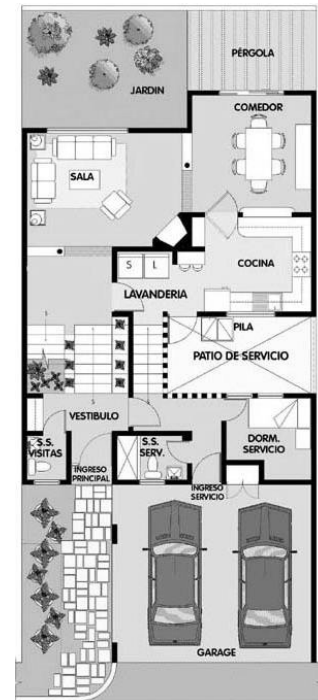 PÉRGOLA
JARDIN
COMEDOR
SALA
COCINA
S L
LAVANDERIA
PILA
PATIO DE SERVICIO
S
S
VESTIBULO
S.S.
VISITAS
S.S.
SERV.
DORM.
SERVICIO
INGRESO
PRINCIPAL
INGRESO
SERVICIO
GARAGE